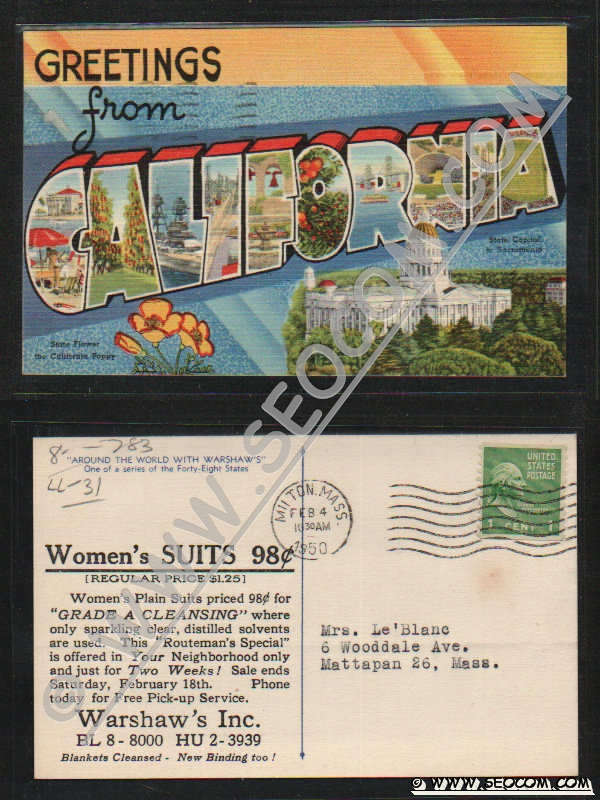 GREETINGS
from
CALIFORNIA
State Capitol
in Sacramento
State Flower
the California Poppy
© WWW.SEOCOM.COM
8- -783
LL-31
"AROUND THE WORLD WITH WARSHAW'S"
One of a series of the Forty-Eight States
MILTON, MASS.
FEB 4
10 30 AM
1950
UNITED
STATES
POSTAGE
1 CENT 1
Women's SUITS 98¢
[REGULAR PRICE $1.25]
Women's Plain Suits priced 98¢ for
"GRADE A CLEANSING" where
only sparkling clear, distilled solvents
are used. This "Routeman's Special"
is offered in Your Neighborhood only
and just for Two Weeks! Sale ends
Saturday, February 18th. Phone
today for Free Pick-up Service.
Warshaw's Inc.
BL 8-8000 HU 2-3939
Blankets Cleansed - New Binding too!
Mrs. Le'Blanc
6 Wooddale Ave.
Mattapan 26, Mass.
© WWW.SEOCOM.COM